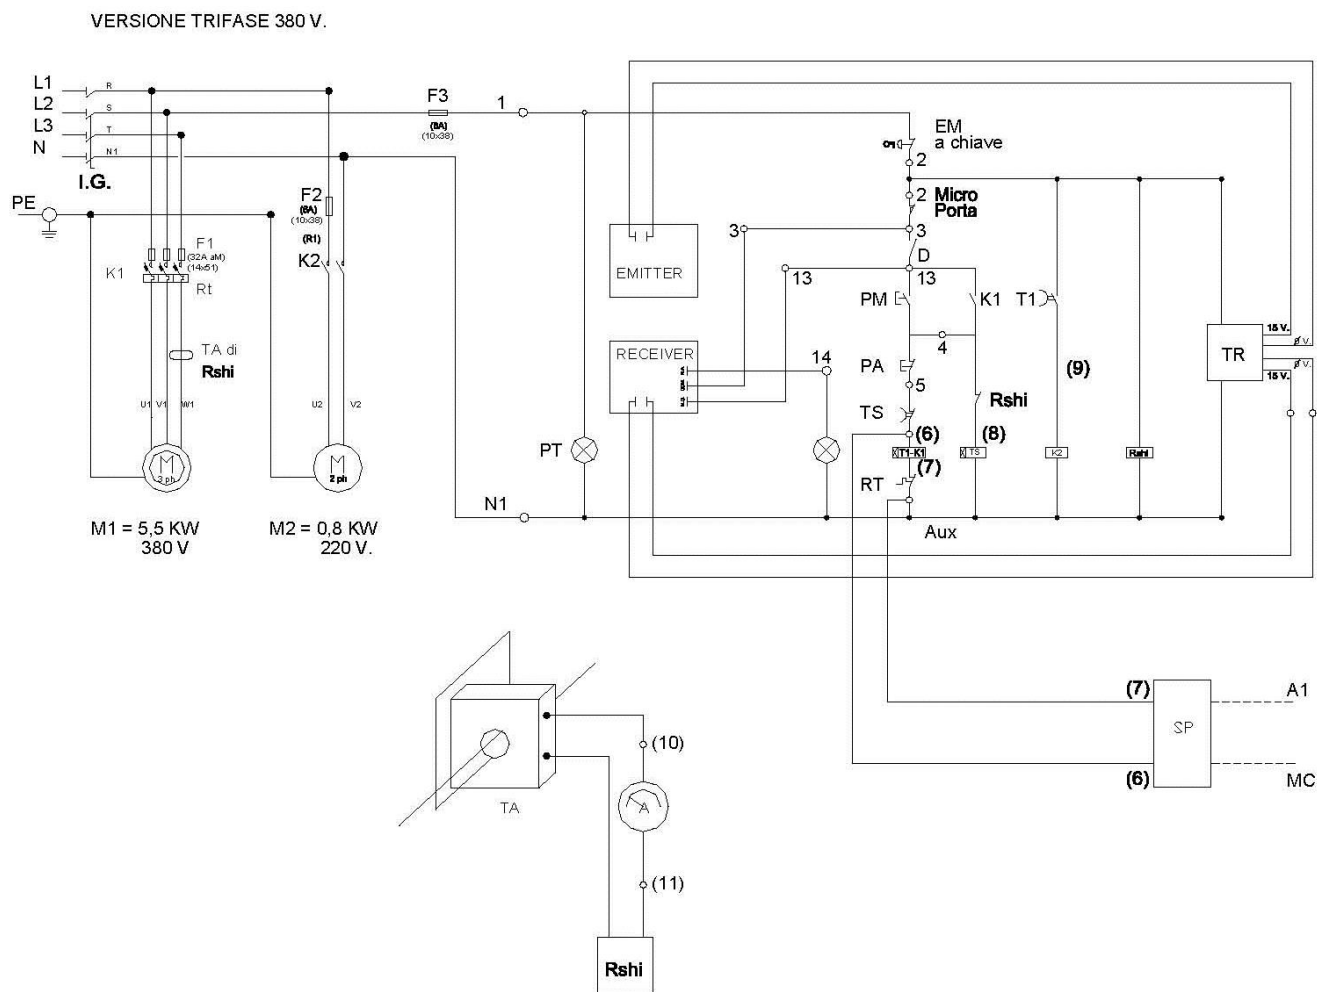 VERSIONE TRIFASE 380 V.
L1
R
L2
S
L3
T
N
N1
I.G.
PE
F3
(6A)
(10x38)
1
F2
(6A)
(10x38)
(R1)
K2
F1
(32A aM)
(14x51)
K1
Rt
TA di
Rshi
U1 V1 W1
U2 V2
M
3 ph
M
2 ph
M1 = 5,5 KW
380 V
M2 = 0,8 KW
220 V.
EM
a chiave
2
2
Micro
Porta
3
3
D
13
13
EMITTER
RECEIVER
14
PM
K1
T1
4
PA
5
TS
Rshi
(9)
(6)
(8)
T1-K1
(7)
TS
K2
Rshi
RT
PT
N1
Aux
TR
15 V.
ø V.
ø V.
15 V.
(7)
A1
SP
(6)
MC
TA
(10)
A
(11)
Rshi